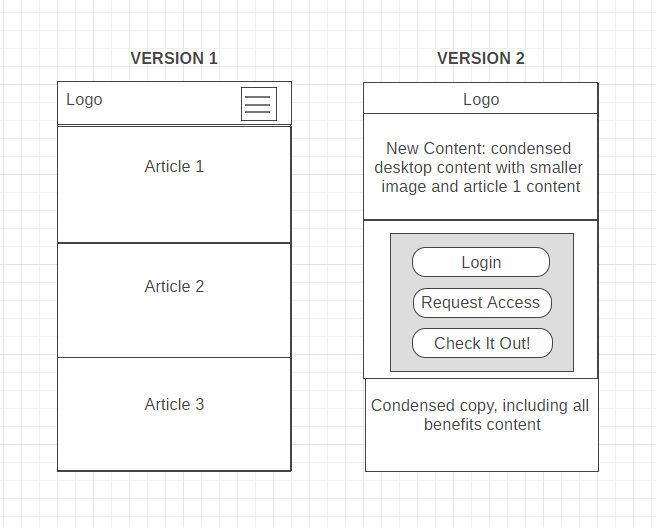 VERSION 1
Logo
Article 1
Article 2
Article 3
VERSION 2
Logo
New Content: condensed
desktop content with smaller
image and article 1 content
Login
Request Access
Check It Out!
Condensed copy, including all
benefits content